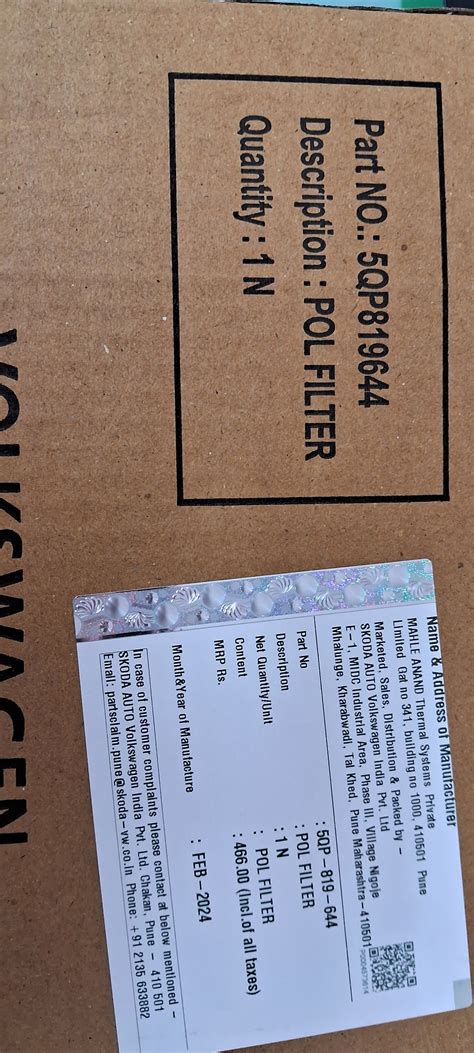 Part NO.: 5QP819644
Description : POL FILTER
Quantity : 1 N
VOLKSWAGEN
Name & Address of Manufacturer
MAHLE ANAND Thermal Systems Private
Limited Gat no 341, building no 1000, 410501 Pune
Marketed, Sales, Distribution & Packed by –
SKODA AUTO Volkswagen India Pvt. Ltd
E-1, MIDC Industrial Area, Phase III, Village Nigoje
Mhalunge, Kharabwadi, Tal Khed, Pune Maharashtra-410501
Part No : 5QP – 819 – 644
Description : POL FILTER
Net Quantity/Unit : 1 N
Content : POL FILTER
MRP Rs. : 466.00 (Incl.of all taxes)
Month&Year of Manufacture : FEB – 2024
In case of customer complaints please contact at below mentioned –
SKODA AUTO Volkswagen India Pvt. Ltd. Chakan, Pune – 410 501
Email: partsclaim.pune@skoda-vw.co.in Phone: +91 2135 633882